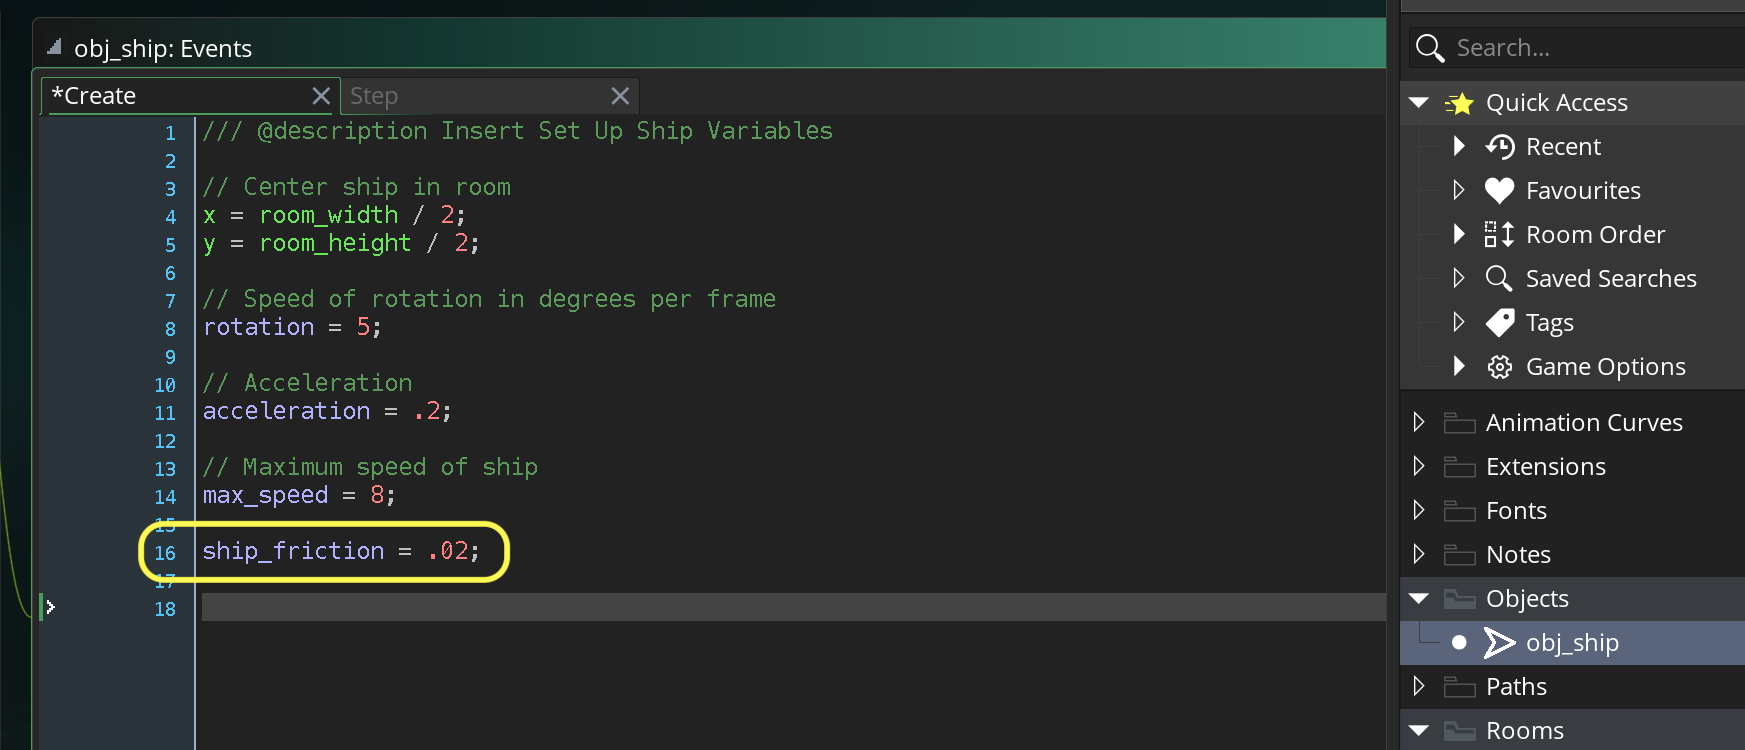 obj_ship: Events
*Create
Step
1 /// @description Insert Set Up Ship Variables
2
3 // Center ship in room
4 x = room_width / 2;
5 y = room_height / 2;
6
7 // Speed of rotation in degrees per frame
8 rotation = 5;
9
10 // Acceleration
11 acceleration = .2;
12
13 // Maximum speed of ship
14 max_speed = 8;
15
16 ship_friction = .02;
17
18
Search...
Quick Access
Recent
Favourites
Room Order
Saved Searches
Tags
Game Options
Animation Curves
Extensions
Fonts
Notes
Objects
obj_ship
Paths
Rooms